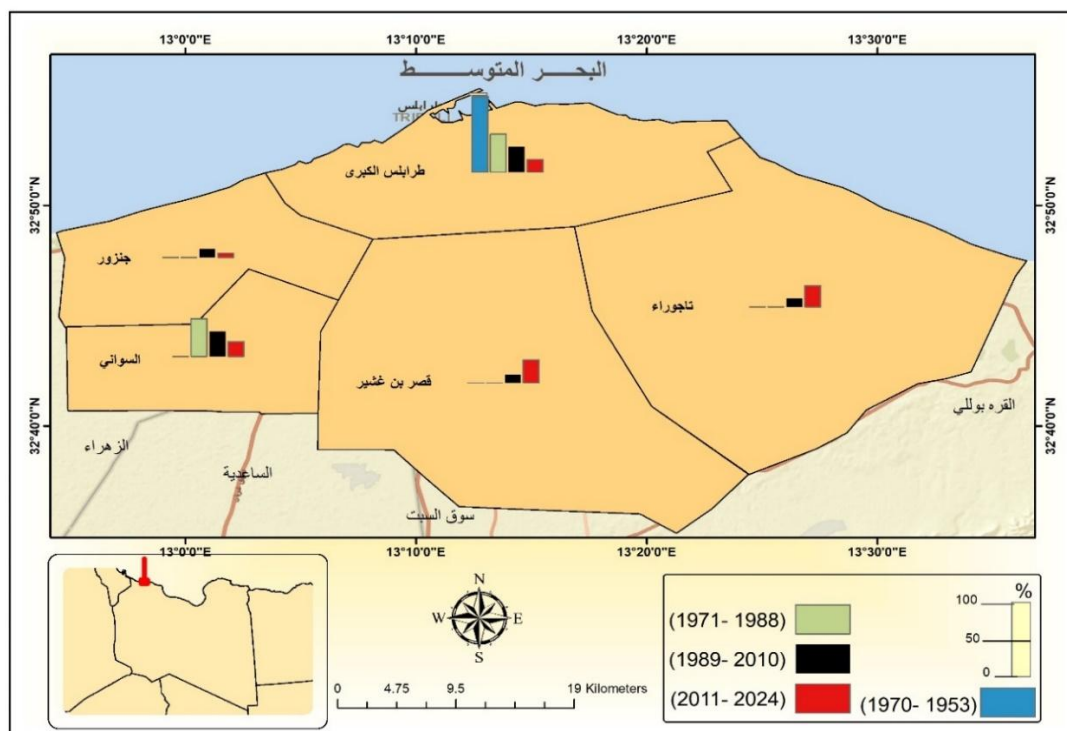 13°0'0"E 13°10'0"E 13°20'0"E 13°30'0"E
البحر المتوسط
طرابلس
طرابلس الكبرى
32°50'0"N 32°50'0"N
جنزور
تاجوراء
السواني
قصر بن غشير
القره بوللي
32°40'0"N 32°40'0"N
الزهراء
الساعدية
سوق السبت
13°0'0"E 13°10'0"E 13°20'0"E 13°30'0"E
N
W E
S
0 4.75 9.5 19 Kilometers
%
100
50
0
(1971- 1988)
(1989- 2010)
(2011- 2024)
(1970- 1953)